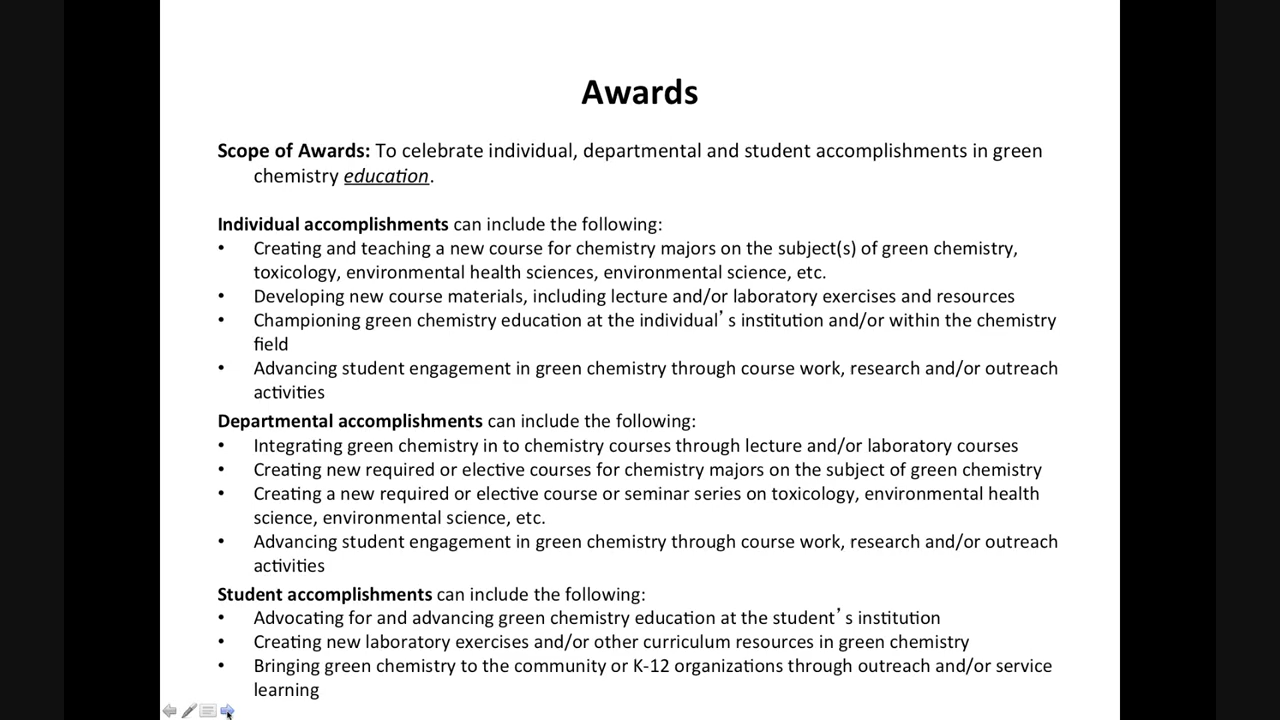 Awards
Scope of Awards: To celebrate individual, departmental and student accomplishments in green
chemistry education.
Individual accomplishments can include the following:
• Creating and teaching a new course for chemistry majors on the subject(s) of green chemistry,
toxicology, environmental health sciences, environmental science, etc.
• Developing new course materials, including lecture and/or laboratory exercises and resources
• Championing green chemistry education at the individual’s institution and/or within the chemistry
field
• Advancing student engagement in green chemistry through course work, research and/or outreach
activities
Departmental accomplishments can include the following:
• Integrating green chemistry in to chemistry courses through lecture and/or laboratory courses
• Creating new required or elective courses for chemistry majors on the subject of green chemistry
• Creating a new required or elective course or seminar series on toxicology, environmental health
science, environmental science, etc.
• Advancing student engagement in green chemistry through course work, research and/or outreach
activities
Student accomplishments can include the following:
• Advocating for and advancing green chemistry education at the student’s institution
• Creating new laboratory exercises and/or other curriculum resources in green chemistry
• Bringing green chemistry to the community or K-12 organizations through outreach and/or service
learning